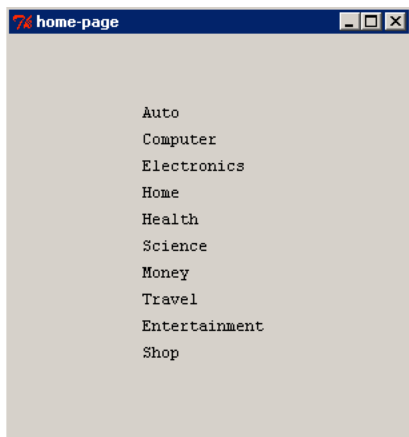 home-page
Auto
Computer
Electronics
Home
Health
Science
Money
Travel
Entertainment
Shop